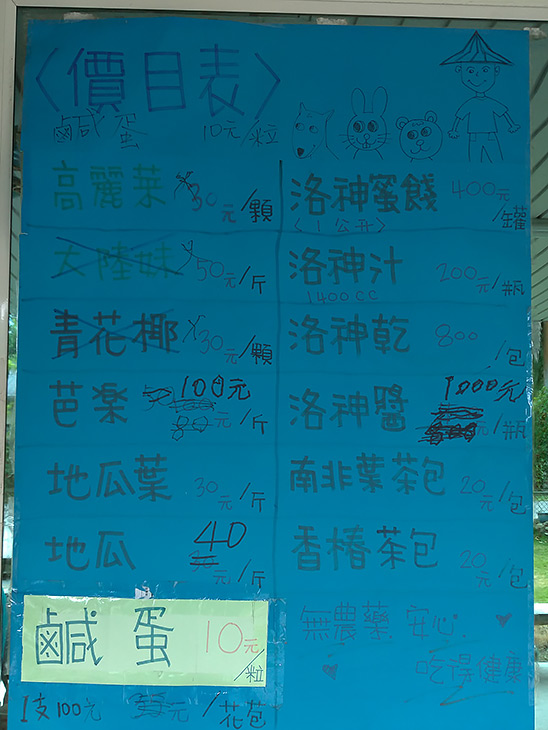 〈價目表〉
鹹蛋 10元/粒
高麗菜 30元/顆
大陸妹 50元/斤
青花椰 30元/顆
芭楽 100元/斤
地瓜葉 30元/斤
地瓜 40元/斤
鹹蛋 10元/粒
1支100元 元/花苞
洛神蜜餞 400元/罐
〈1公斤〉
洛神汁 200元/瓶
1400cc
洛神乾 800/包
洛神醬 1000元/瓶
南非葉茶包 20元/包
香椿茶包 20元/包
無農藥 安心
吃得健康